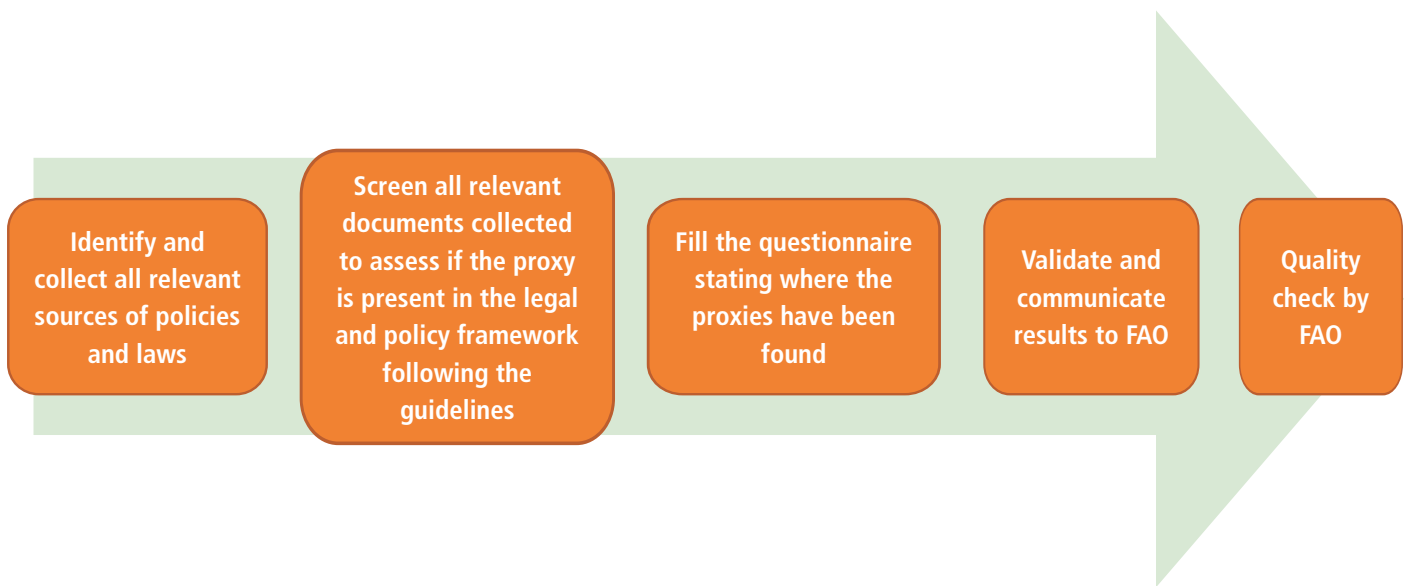 Identify and
collect all relevant
sources of policies
and laws
Screen all relevant
documents collected
to assess if the proxy
is present in the legal
and policy framework
following the
guidelines
Fill the questionnaire
stating where the
proxies have been
found
Validate and
communicate
results to FAO
Quality
check by
FAO